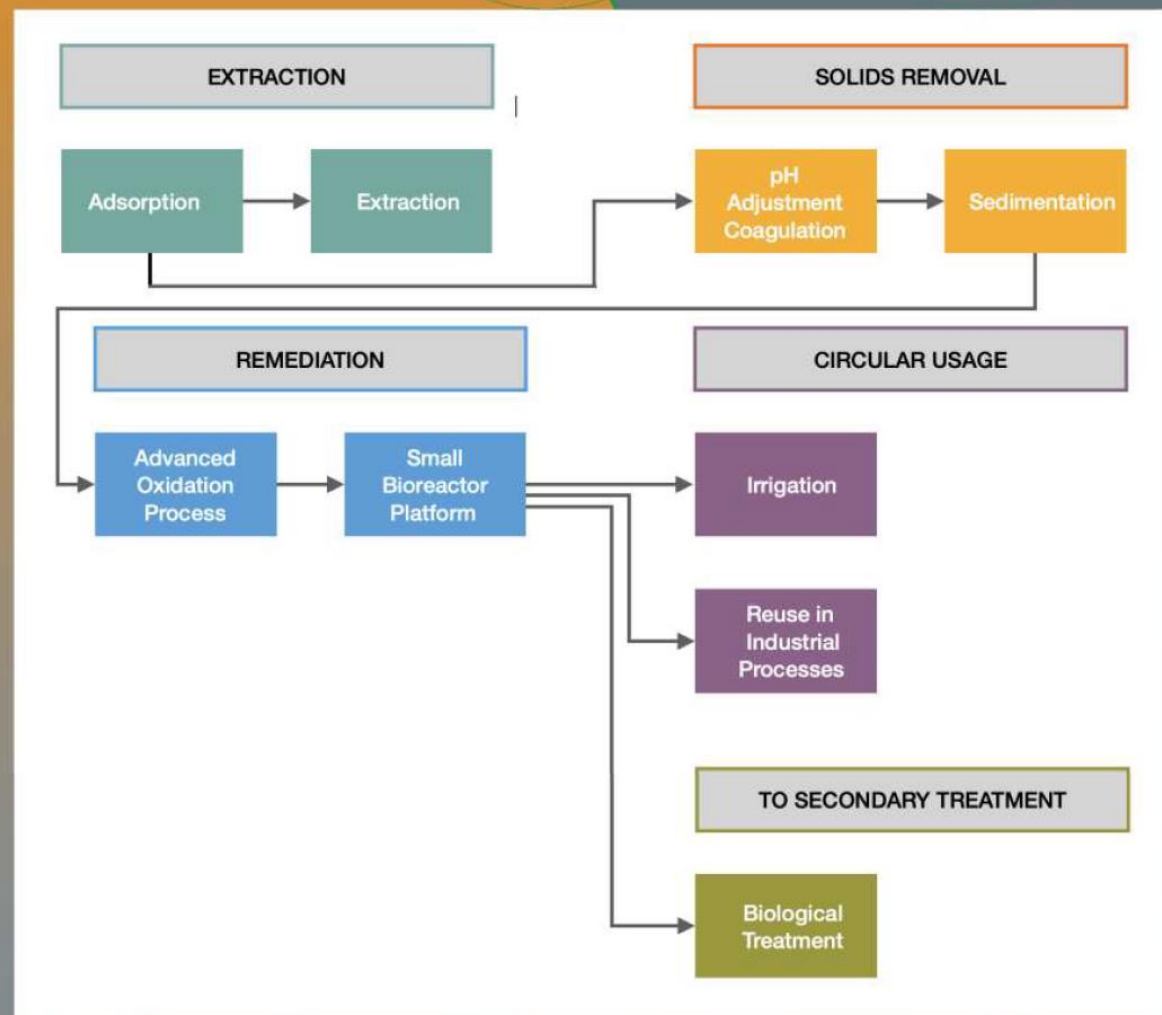 EXTRACTION
SOLIDS REMOVAL
Adsorption
Extraction
pH
Adjustment
Coagulation
Sedimentation
REMEDIATION
CIRCULAR USAGE
Advanced
Oxidation
Process
Small
Bioreactor
Platform
Irrigation
Reuse in
Industrial
Processes
TO SECONDARY TREATMENT
Biological
Treatment